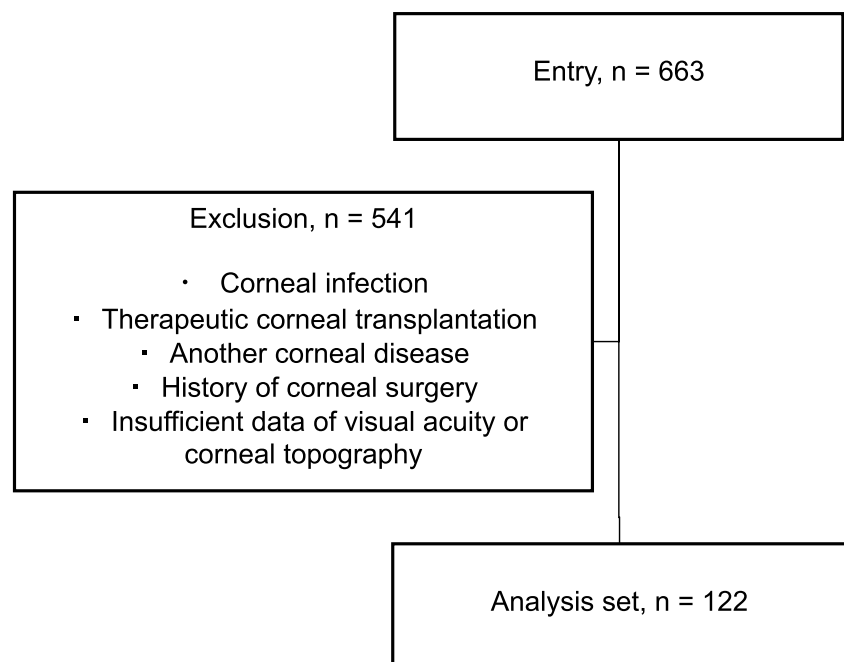 Entry, n = 663
Exclusion, n = 541
・ Corneal infection
・ Therapeutic corneal transplantation
・ Another corneal disease
・ History of corneal surgery
・ Insufficient data of visual acuity or
corneal topography
Analysis set, n = 122